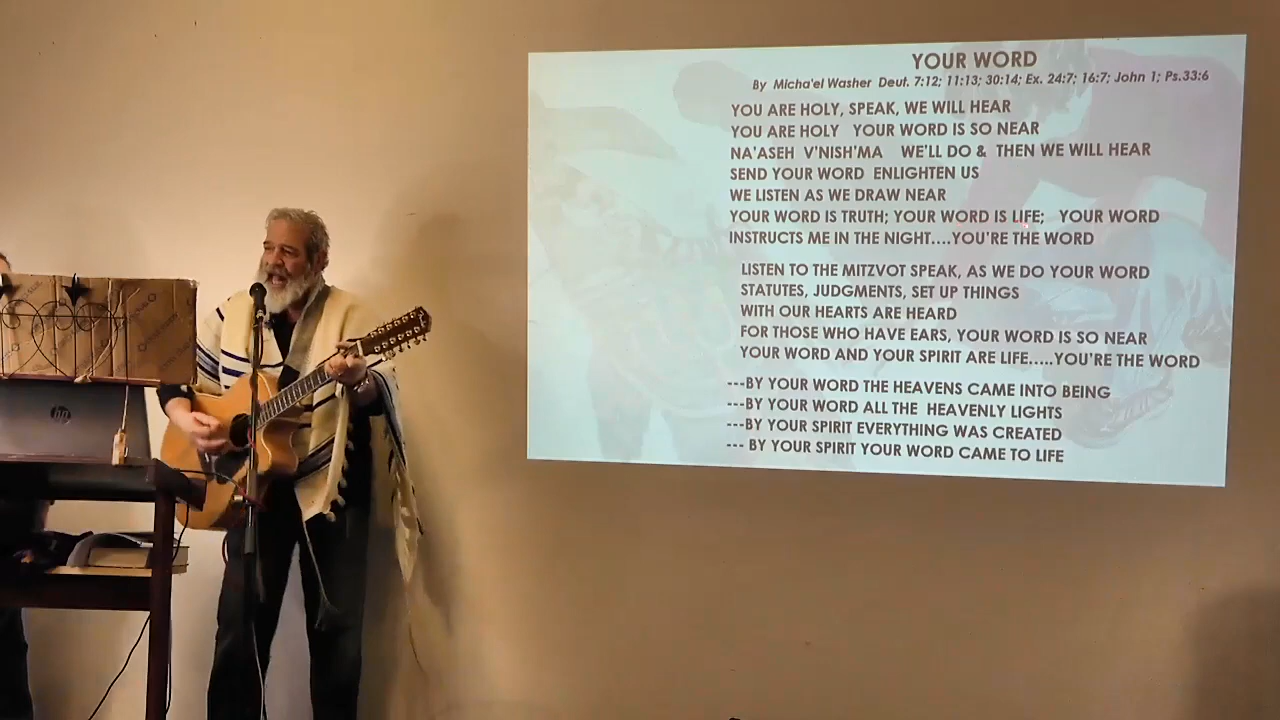 YOUR WORD
By Micha'el Washer Deut. 7:12; 11:13; 30:14; Ex. 24:7; 16:7; John 1; Ps.33:6
YOU ARE HOLY, SPEAK, WE WILL HEAR
YOU ARE HOLY YOUR WORD IS SO NEAR
NA'ASEH V'NISH'MA WE'LL DO & THEN WE WILL HEAR
SEND YOUR WORD ENLIGHTEN US
WE LISTEN AS WE DRAW NEAR
YOUR WORD IS TRUTH; YOUR WORD IS LIFE; YOUR WORD
INSTRUCTS ME IN THE NIGHT....YOU'RE THE WORD
LISTEN TO THE MITZVOT SPEAK, AS WE DO YOUR WORD
STATUTES, JUDGMENTS, SET UP THINGS
WITH OUR HEARTS ARE HEARD
FOR THOSE WHO HAVE EARS, YOUR WORD IS SO NEAR
YOUR WORD AND YOUR SPIRIT ARE LIFE.....YOU'RE THE WORD
---BY YOUR WORD THE HEAVENS CAME INTO BEING
---BY YOUR WORD ALL THE HEAVENLY LIGHTS
---BY YOUR SPIRIT EVERYTHING WAS CREATED
--- BY YOUR SPIRIT YOUR WORD CAME TO LIFE
hp